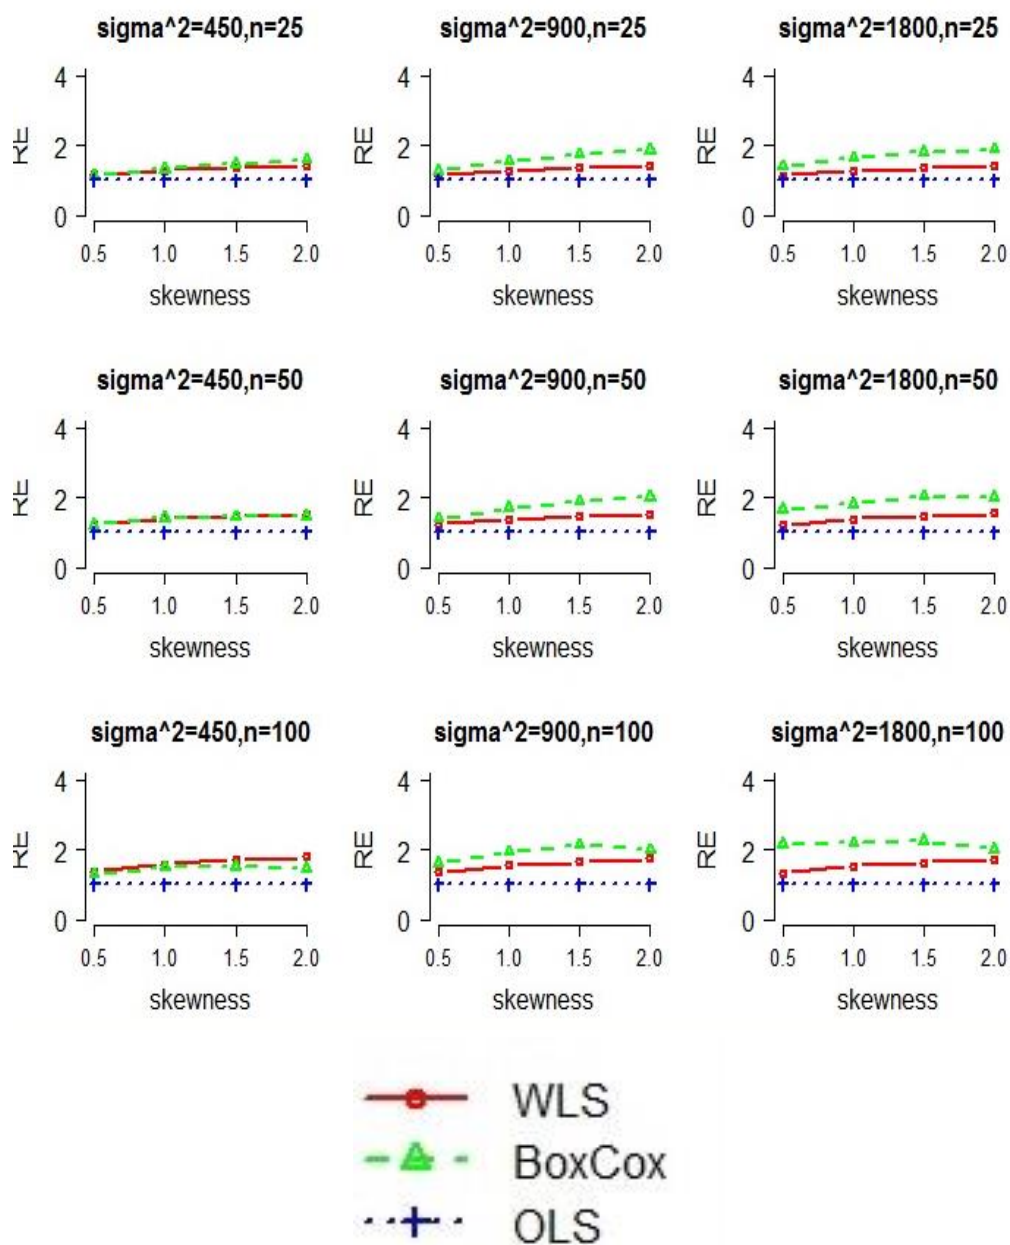 sigma^2=450,n=25 sigma^2=900,n=25 sigma^2=1800,n=25
4 4 4
RE RE RE
2 2 2
0 0 0
0.5 1.0 1.5 2.0 0.5 1.0 1.5 2.0 0.5 1.0 1.5 2.0
skewness skewness skewness
sigma^2=450,n=50 sigma^2=900,n=50 sigma^2=1800,n=50
4 4 4
RE RE RE
2 2 2
0 0 0
0.5 1.0 1.5 2.0 0.5 1.0 1.5 2.0 0.5 1.0 1.5 2.0
skewness skewness skewness
sigma^2=450,n=100 sigma^2=900,n=100 sigma^2=1800,n=100
4 4 4
RE RE RE
2 2 2
0 0 0
0.5 1.0 1.5 2.0 0.5 1.0 1.5 2.0 0.5 1.0 1.5 2.0
skewness skewness skewness
WLS
BoxCox
OLS